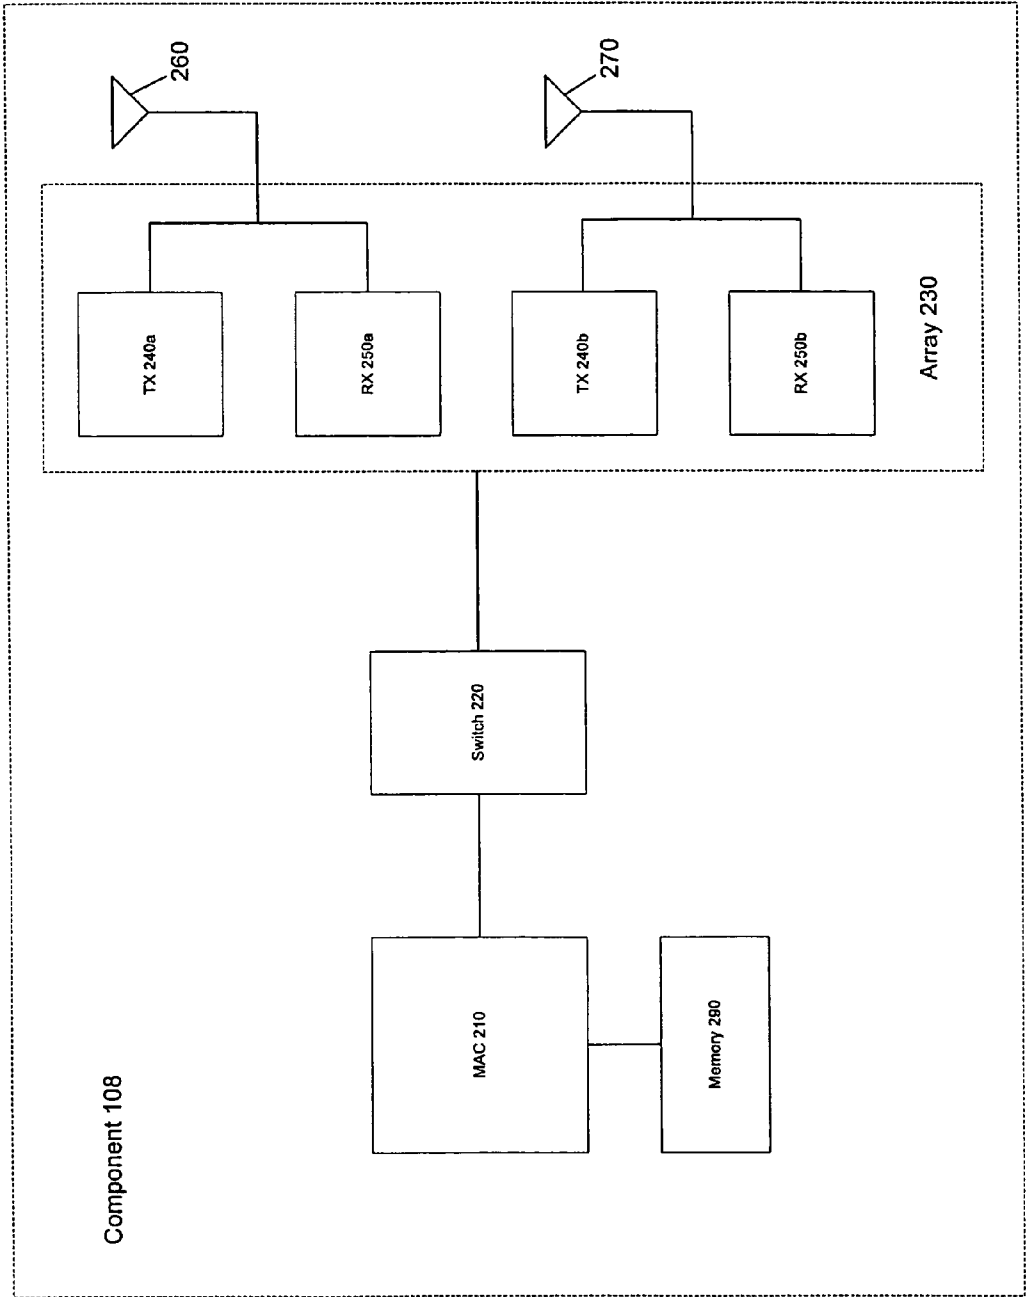 Component 108
MAC 210
Memory 290
Switch 220
TX 240a
RX 250a
TX 240b
RX 250b
Array 230
260
270